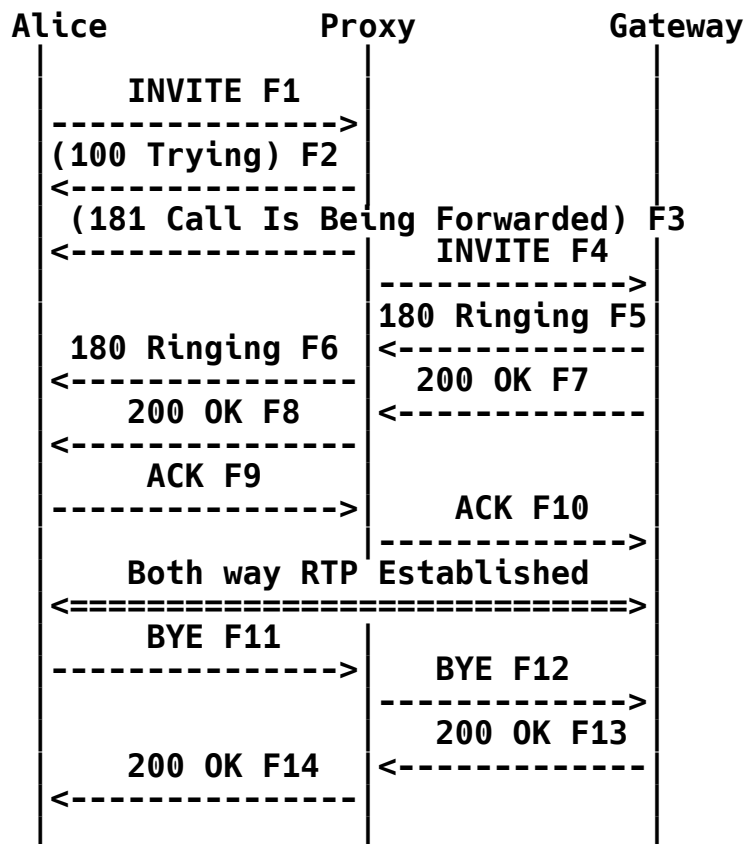 Alice Proxy Gateway
INVITE F1
(100 Trying) F2
(181 Call Is Being Forwarded) F3
INVITE F4
180 Ringing F5
180 Ringing F6
200 OK F7
200 OK F8
ACK F9
ACK F10
Both way RTP Established
BYE F11
BYE F12
200 OK F13
200 OK F14